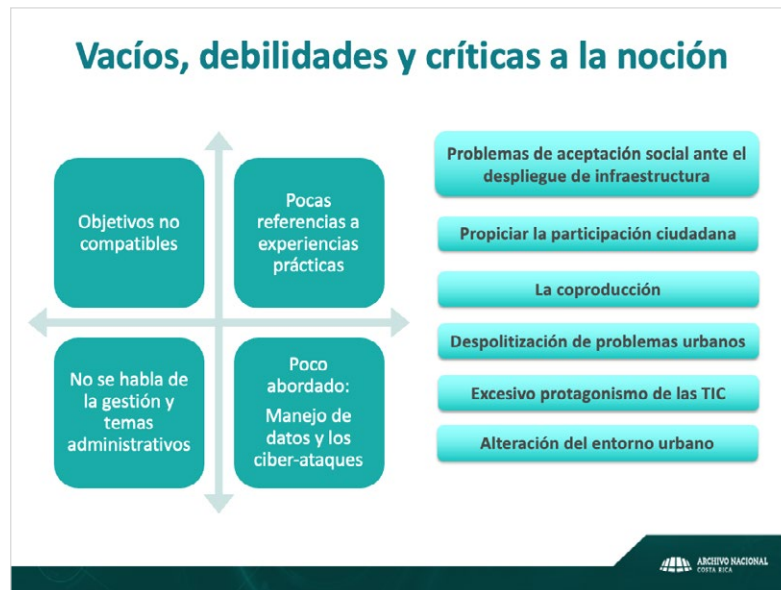 Vacíos, debilidades y críticas a la noción
Objetivos no
compatibles
Pocas
referencias a
experiencias
prácticas
No se habla de
la gestión y
temas
administrativos
Poco
abordado:
Manejo de
datos y los
ciber-ataques
Problemas de aceptación social ante el
despliegue de infraestructura
Propiciar la participación ciudadana
La coproducción
Despolitización de problemas urbanos
Excesivo protagonismo de las TIC
Alteración del entorno urbano
ARCHIVO NACIONAL
COSTA RICA